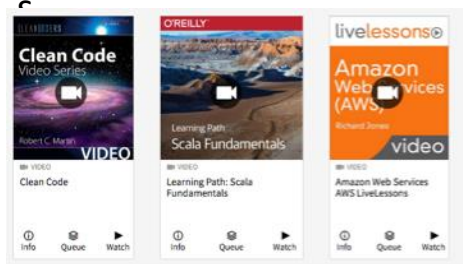 CLEANCODERS
Clean Code
Video Series
Robert C. Martin
VIDEO
VIDEO
Clean Code
Info
Queue
Watch
O'REILLY
Learning Path:
Scala Fundamentals
VIDEO
Learning Path: Scala
Fundamentals
Info
Queue
Watch
livelessons
Amazon
Web Services
(AWS)
Richard Jones
video
VIDEO
Amazon Web Services
AWS LiveLessons
Info
Queue
Watch